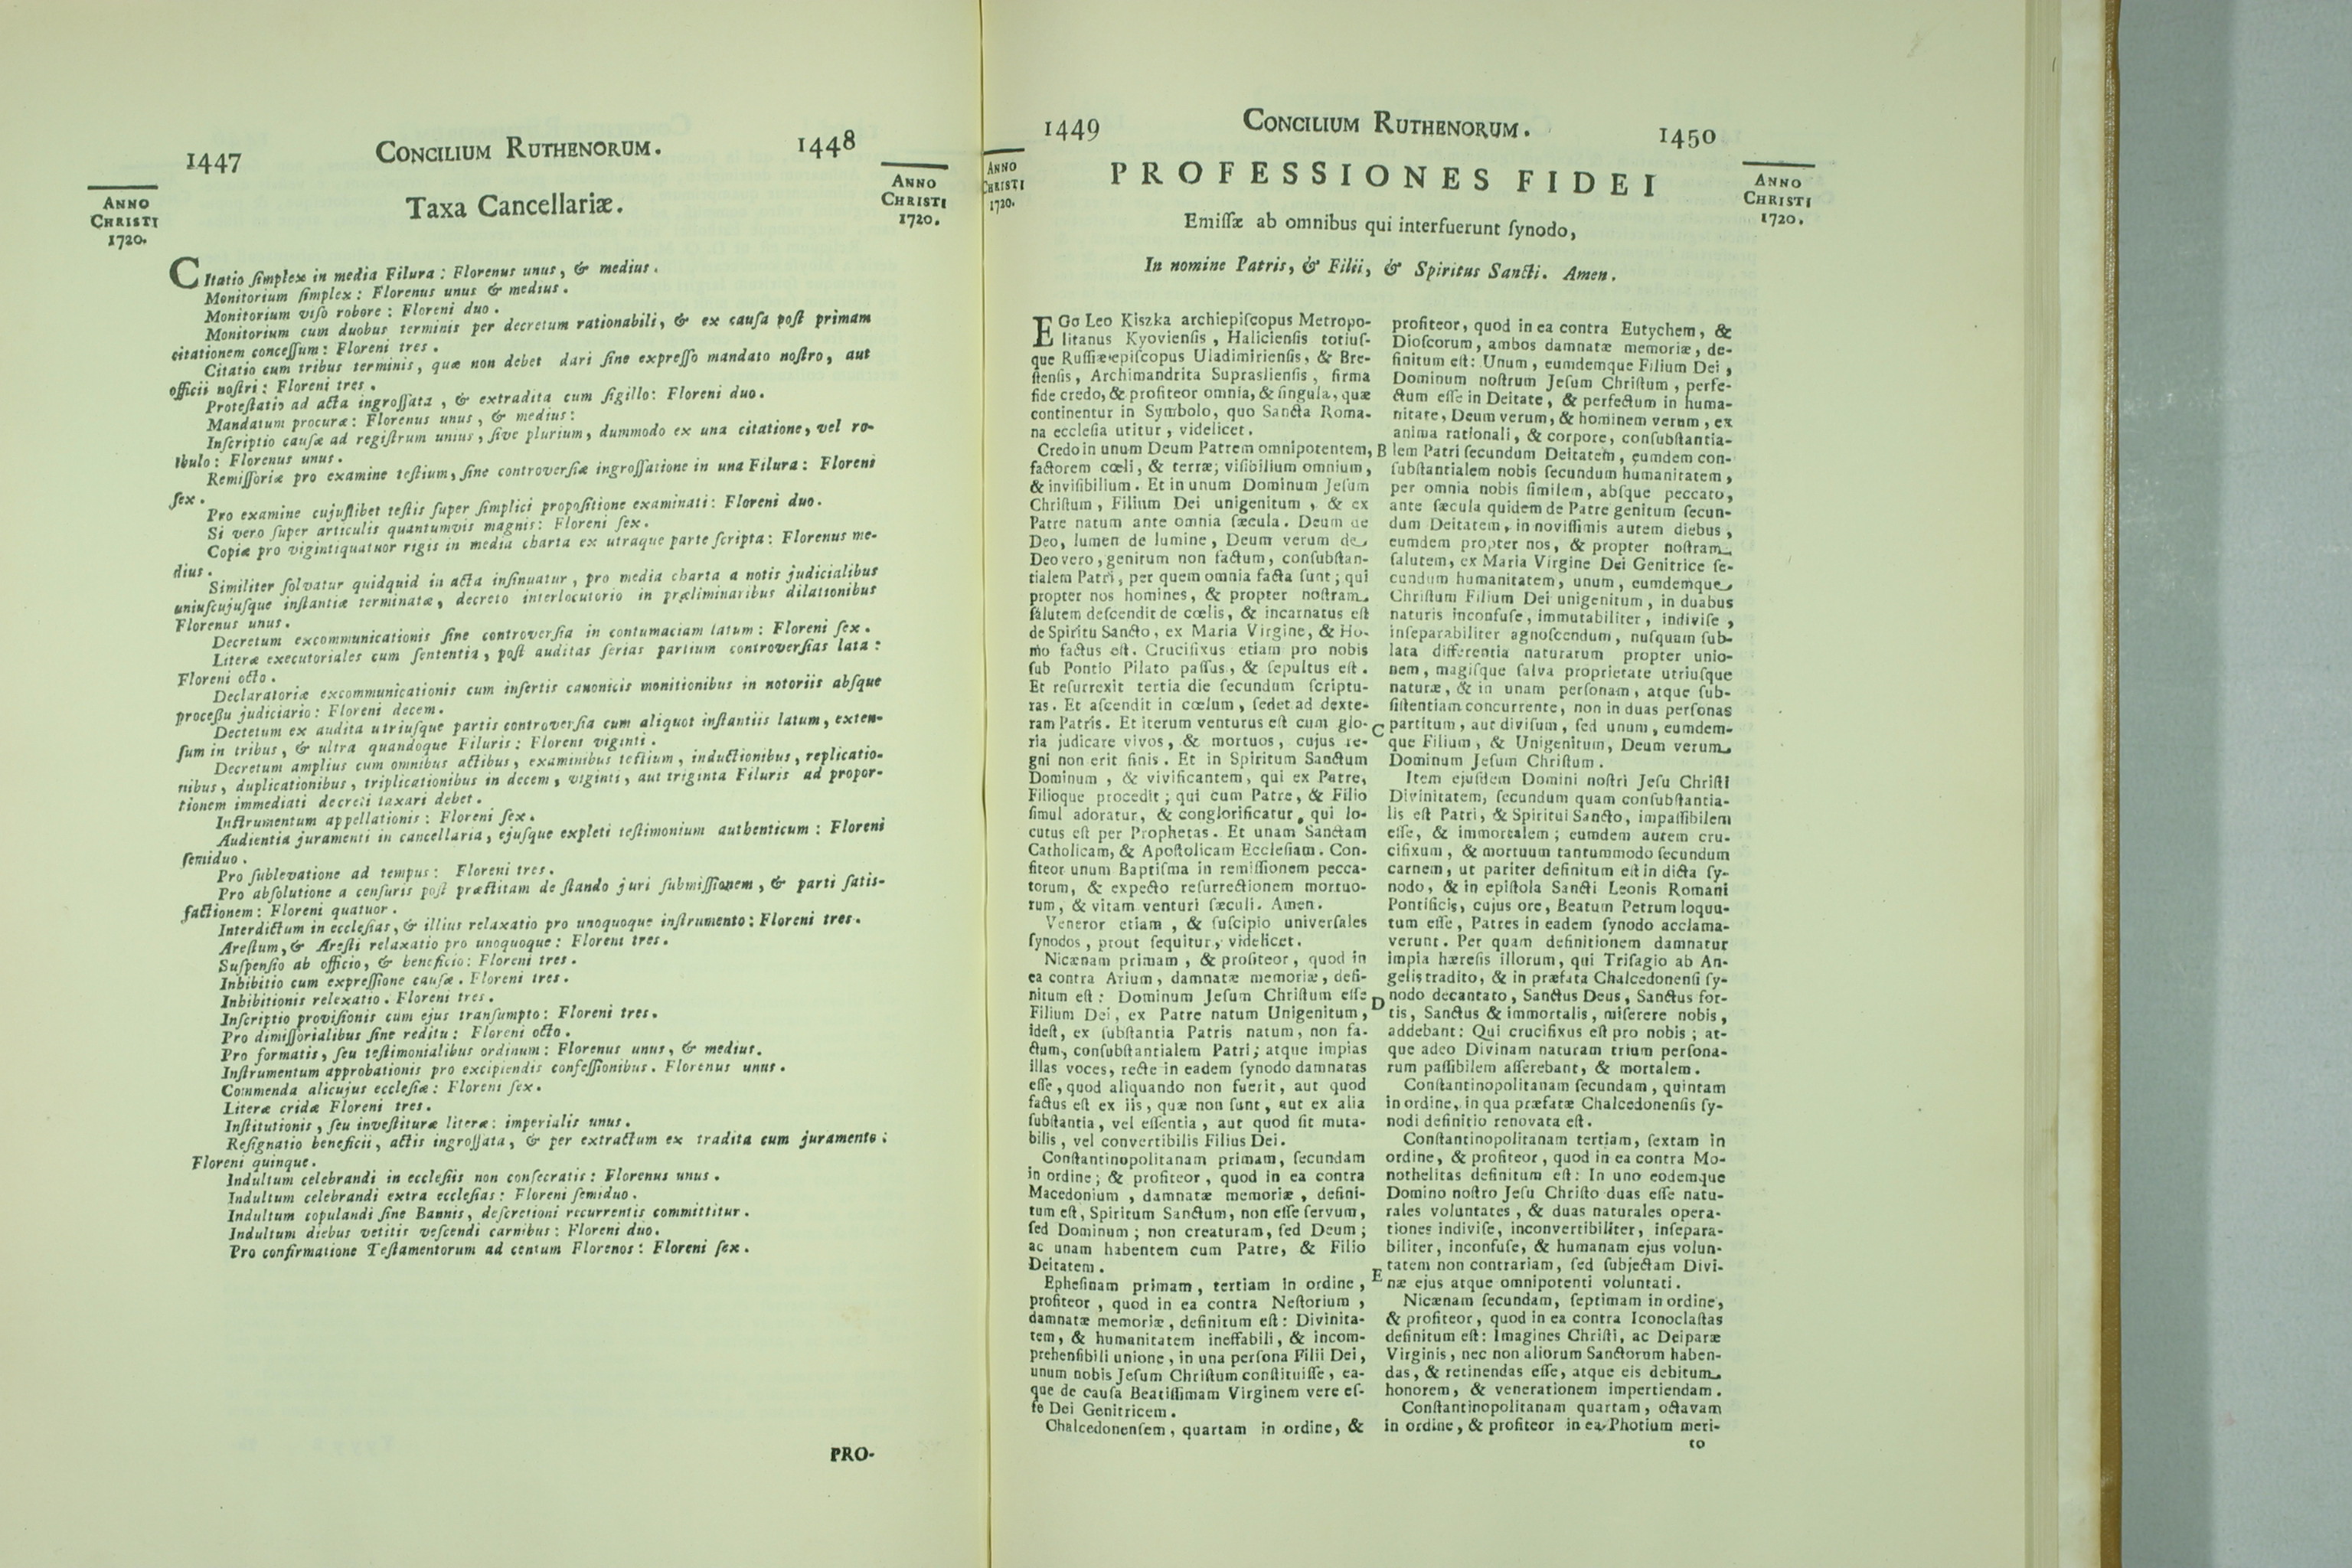 1447 CONCILIUM RUTHENORUM. 1448
ANNO
CHRISTI
1720.
ANNO
CHRISTI
1720.
Taxa Cancellariæ.
CItatio ſimplex in media Filura : Florenus unus, & medius.
Monitorium ſimplex : Florenus unus & medius.
Monitorium viſo robore : Floreni duo.
Monitorium cum duobus terminis per decretum rationabili, & ex cauſa poſt primam
citationem conceſſum : Floreni tres.
Citatio cum tribus terminis, quæ non debet dari ſine expreſſo mandato noſtro, aut
officii noſtri : Floreni tres.
Proteſtatio ad acta ingroſſata, & extradita cum ſigillo : Floreni duo.
Mandatum procuræ : Florenus unus, & medius :
Inſcriptio cauſæ ad regiſtrum unius, ſive plurium, dummodo ex una citatione, vel ro-
tbulo : Florenus unus.
Remiſſoriæ pro examine teſtium, ſine controverſiæ ingroſſatione in una Filura : Floreni
ſex.
Pro examine cujuſlibet teſtis ſuper ſimplici propoſitione examinati : Floreni duo.
Si vero ſuper articulis quantumvis magnis : Floreni ſex.
Copiæ pro vigintiquatuor rigis in media charta ex utraque parte ſcripta : Florenus me-
dius.
Similiter ſolvatur quidquid in acta inſinuatur, pro media charta a notis judicialibus
uniuſcujuſque inſtantiæ terminatæ, decreto interlocutorio in præliminaribus dilationibus
Florenus unus.
Decretum excommunicationis ſine controverſia in contumaciam latum : Floreni ſex.
Literæ executoriales cum ſententia, poſt auditas ſerias partium controverſias lata :
Floreni octo.
Declaratoriæ excommunicationis cum inſertis canonicis monitionibus in notoriis abſque
proceſſu judiciario : Floreni decem.
Dectetum ex audita utriuſque partis controverſia cum aliquot inſtantiis latum, exten-
ſum in tribus, & ultra quandoque Filuris : Floreni viginti.
Decretum amplius cum omnibus actibus, examinibus teſtium, inductionibus, replicatio-
nibus, duplicationibus, triplicationibus in decem, viginti, aut triginta Filuris ad propor-
tionem immediati decreti taxari debet.
Inſtrumentum appellationis : Floreni ſex.
Audientia juramenti in cancellaria, ejuſque expleti teſtimonium authenticum : Floreni
ſemiduo.
Pro ſublevatione ad tempus : Floreni tres.
Pro abſolutione a cenſuris poſt præſtitam de ſtando juri ſubmiſſionem, & parti ſatis-
factionem : Floreni quatuor.
Interdictum in eccleſias, & illius relaxatio pro unoquoque inſtrumento : Floreni tres.
Areſtum, & Areſti relaxatio pro unoquoque : Floreni tres.
Suſpenſio ab officio, & beneficio : Floreni tres.
Inhibitio cum expreſſione cauſæ. Floreni tres.
Inhibitionis relexatio. Floreni tres.
Inſcriptio proviſionis cum ejus tranſumpto : Floreni tres.
Pro dimiſſorialibus ſine reditu : Floreni octo.
Pro formatis, ſeu teſtimonialibus ordinum : Florenus unus, & medius.
Inſtrumentum approbationis pro excipiendis confeſſionibus. Florenus unus.
Commenda alicujus eccleſiæ : Floreni ſex.
Literæ cridæ Floreni tres.
Inſtitutionis, ſeu inveſtituræ literæ : imperialis unus.
Reſignatio beneficii, actis ingroſſata, & per extractum ex tradita cum juramento :
Floreni quinque.
Indultum celebrandi in eccleſiis non conſecratis : Florenus unus.
Indultum celebrandi extra eccleſias : Floreni ſemiduo.
Indultum copulandi ſine Bannis, deſcretioni recurrentis committitur.
Indultum diebus vetitis veſcendi carnibus : Floreni duo.
Pro confirmatione Teſtamentorum ad centum Florenos : Floreni ſex.
PRO-
1449 CONCILIUM RUTHENORUM. 1450
ANNO
CHRISTI
1720.
ANNO
CHRISTI
1720.
PROFESSIONES FIDEI
Emiſſæ ab omnibus qui interfuerunt ſynodo,
In nomine Patris, & Filii, & Spiritus Sancti. Amen.
EGo Leo Kiszka archiepiſcopus Metropo-
litanus Kyovienſis, Halicienſis totiuſ-
que Ruſſiæ epiſcopus Uladimirienſis, & Bre-
ſtenſis, Archimandrita Supraslienſis, firma
fide credo, & profiteor omnia, & ſingula, quæ
continentur in Symbolo, quo Sancta Roma-
na eccleſia utitur, videlicet.
Credo in unum Deum Patrem omnipotentem,
factorem cœli, & terræ; viſibilium omnium,
& inviſibilium. Et in unum Dominum Jeſum
Chriſtum, Filium Dei unigenitum, & ex
Patre natum ante omnia ſæcula. Deum de
Deo, lumen de lumine, Deum verum de
Deo vero, genitum non factum, conſubſtan-
tialem Patri, per quem omnia facta ſunt; qui
propter nos homines, & propter noſtram
ſalutem deſcendit de cœlis, & incarnatus eſt
de Spiritu Sancto, ex Maria Virgine, & Ho-
mo factus eſt. Crucifixus etiam pro nobis
ſub Pontio Pilato paſſus, & ſepultus eſt.
Et reſurrexit tertia die ſecundum ſcriptu-
ras. Et aſcendit in cœlum, ſedet ad dexte-
ram Patris. Et iterum venturus eſt cum glo-
ria judicare vivos, & mortuos, cujus re-
gni non erit finis. Et in Spiritum Sanctum
Dominum, & vivificantem, qui ex Patre,
Filioque procedit; qui cum Patre, & Filio
ſimul adoratur, & conglorificatur, qui lo-
cutus eſt per Prophetas. Et unam Sanctam
Catholicam, & Apoſtolicam Eccleſiam. Con-
fiteor unum Baptiſma in remiſſionem pecca-
torum, & expecto reſurrectionem mortuo-
rum, & vitam venturi ſæculi. Amen.
Veneror etiam, & ſuſcipio univerſales
ſynodos, prout ſequitur, videlicet.
Nicænam primam, & profiteor, quod in
ea contra Arium, damnatæ memoriæ, defi-
nitum eſt : Dominum Jeſum Chriſtum eſſe
Filium Dei, ex Patre natum Unigenitum,
ideſt, ex ſubſtantia Patris natum, non fa-
ctum, conſubſtantialem Patri; atque impias
illas voces, recte in eadem ſynodo damnatas
eſſe, quod aliquando non fuerit, aut quod
factus eſt ex iis, quæ non ſunt, aut ex alia
ſubſtantia, vel eſſentia, aut quod ſit muta-
bilis, vel convertibilis Filius Dei.
Conſtantinopolitanam primam, ſecundam
in ordine; & profiteor, quod in ea contra
Macedonium, damnatæ memoriæ, defini-
tum eſt, Spiritum Sanctum, non eſſe ſervum,
ſed Dominum; non creaturam, ſed Deum;
ac unam habentem cum Patre, & Filio
Deitatem.
Epheſinam primam, tertiam in ordine,
profiteor, quod in ea contra Neſtorium,
damnatæ memoriæ, definitum eſt : Divinita-
tem, & humanitatem ineffabili, & incom-
prehenſibili unione, in una perſona Filii Dei,
unum nobis Jeſum Chriſtum conſtituiſſe, ea-
que de cauſa Beatiſſimam Virginem vere eſ-
ſe Dei Genitricem.
Chalcedonenſem, quartam in ordine, &
B
C
D
E
profiteor, quod in ea contra Eutychem, &
Dioſcorum, ambos damnatæ memoriæ, de-
finitum eſt : Unum, eumdemque Filium Dei,
Dominum noſtrum Jeſum Chriſtum, perfe-
ctum eſſe in Deitate, & perfectum in huma-
nitate, Deum verum, & hominem verum, ex
anima rationali, & corpore, conſubſtantia-
lem Patri ſecundum Deitatem, eumdem con-
ſubſtantialem nobis ſecundum humanitatem,
per omnia nobis ſimilem, abſque peccato,
ante ſæcula quidem de Patre genitum ſecun-
dum Deitatem, in noviſſimis autem diebus,
eumdem propter nos, & propter noſtram
ſalutem, ex Maria Virgine Dei Genitrice ſe-
cundum humanitatem, unum, eumdemque
Chriſtum Filium Dei unigenitum, in duabus
naturis inconfuſe, immutabiliter, indiviſe,
inſeparabiliter agnoſcendum, nuſquam ſub-
lata differentia naturarum propter unio-
nem, magiſque ſalva proprietate utriuſque
naturæ, & in unam perſonam, atque ſub-
ſiſtentiam concurrente, non in duas perſonas
partitum, aut diviſum, ſed unum, eumdem-
que Filium, & Unigenitum, Deum verum
Dominum Jeſum Chriſtum.
Item ejuſdem Domini noſtri Jeſu Chriſti
Divinitatem, ſecundum quam conſubſtantia-
lis eſt Patri, & Spiritui Sancto, impaſſibilem
eſſe, & immortalem; eumdem autem cru-
cifixum, & mortuum tantummodo ſecundum
carnem, ut pariter definitum eſt in dicta ſy-
nodo, & in epiſtola Sancti Leonis Romani
Pontificis, cujus ore, Beatum Petrum loquu-
tum eſſe, Patres in eadem ſynodo acclama-
verunt. Per quam definitionem damnatur
impia hæreſis illorum, qui Triſagio ab An-
gelis tradito, & in præfata Chalcedonenſi ſy-
nodo decantato, Sanctus Deus, Sanctus for-
tis, Sanctus & immortalis, miſerere nobis,
addebant : Qui crucifixus eſt pro nobis; at-
que adeo Divinam naturam trium perſona-
rum paſſibilem aſſerebant, & mortalem.
Conſtantinopolitanam ſecundam, quintam
in ordine, in qua præfatæ Chalcedonenſis ſy-
nodi definitio renovata eſt.
Conſtantinopolitanam tertiam, ſextam in
ordine, & profiteor, quod in ea contra Mo-
nothelitas definitum eſt : In uno eodemque
Domino noſtro Jeſu Chriſto duas eſſe natu-
rales voluntates, & duas naturales opera-
tiones indiviſe, inconvertibiliter, inſepara-
biliter, inconfuſe, & humanam ejus volun-
tatem non contrariam, ſed ſubjectam Divi-
næ ejus atque omnipotenti voluntati.
Nicænam ſecundam, ſeptimam in ordine,
& profiteor, quod in ea contra Iconoclaſtas
definitum eſt : Imagines Chriſti, ac Deiparæ
Virginis, nec non aliorum Sanctorum haben-
das, & retinendas eſſe, atque eis debitum
honorem, & venerationem impertiendam.
Conſtantinopolitanam quartam, octavam
in ordine, & profiteor in ea Photium meri-
to